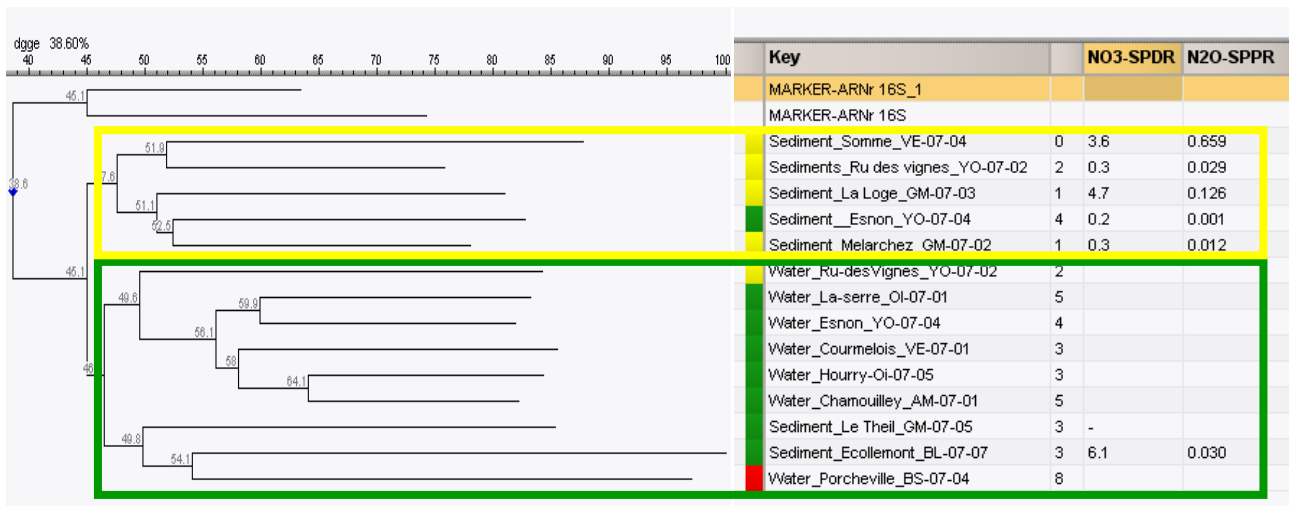 dgge 38.60%
40 45 50 55 60 65 70 75 80 85 90 95 100
Key NO3-SPDR N2O-SPPR
45.1 MARKER-ARNr 16S_1
MARKER-ARNr 16S
51.9 Sediment_Somme_VE-07-04 0 3.6 0.659
Sediments_Ru des vignes_YO-07-02 2 0.3 0.029
38.6 7.6 Sediment_La Loge_GM-07-03 1 4.7 0.126
51.1 Sediment__Esnon_YO-07-04 4 0.2 0.001
52.5 Sediment_Melarchez_GM-07-02 1 0.3 0.012
45.1 Water_Ru-desVignes_YO-07-02 2
49.6 59.9 Water_La-serre_OI-07-01 5
Water_Esnon_YO-07-04 4
56.1 Water_Courmelois_VE-07-01 3
46 58 64.1 Water_Hourry-Oi-07-05 3
Water_Chamouilley_AM-07-01 5
49.8 Sediment_Le Theil_GM-07-05 3 -
54.1 Sediment_Ecollemont_BL-07-07 3 6.1 0.030
Water_Porcheville_BS-07-04 8